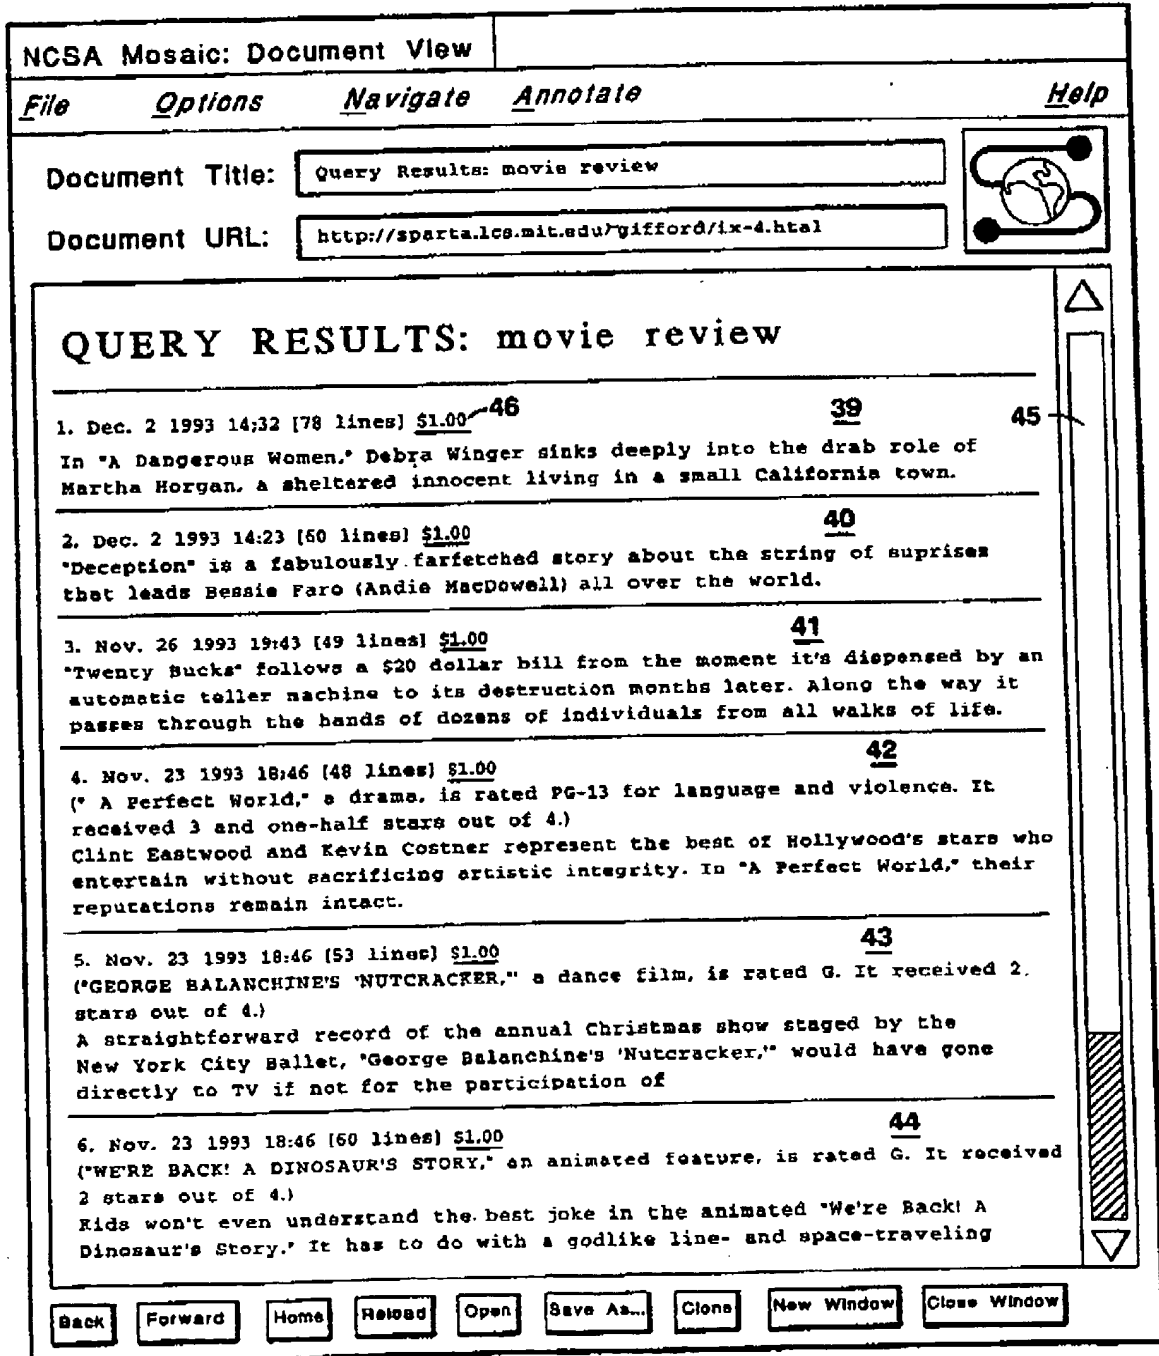 NCSA Mosaic: Document View
File Options Navigate Annotate Help
Document Title: Query Results: movie review
Document URL: http://sparta.lcs.mit.edu/~gifford/ix-4.htal
QUERY RESULTS: movie review
1. Dec. 2 1993 14;32 [78 lines] $1.00 46 39 45
In "A Dangerous Women," Debra Winger sinks deeply into the drab role of
Martha Horgan, a sheltered innocent living in a small California town.
2. Dec. 2 1993 14:23 [60 lines] $1.00 40
"Deception" is a fabulously farfetched story about the string of suprises
that leads Bessie Faro (Andie MacDowell) all over the world.
3. Nov. 26 1993 19:43 [49 lines] $1.00 41
"Twenty Bucks" follows a $20 dollar bill from the moment it's dispensed by an
automatic teller machine to its destruction months later. Along the way it
passes through the hands of dozens of individuals from all walks of life.
4. Nov. 23 1993 18;46 [48 lines] $1.00 42
(" A Perfect World," a drama, is rated PG-13 for language and violence. It
received 3 and one-half stars out of 4.)
Clint Eastwood and Kevin Costner represent the best of Hollywood's stars who
entertain without sacrificing artistic integrity. In "A Perfect World," their
reputations remain intact.
5. Nov. 23 1993 18:46 [53 lines] $1.00 43
("GEORGE BALANCHINE'S 'NUTCRACKER,'" a dance film, is rated G. It received 2.
stars out of 4.)
A straightforward record of the annual Christmas show staged by the
New York City Ballet, "George Balanchine's 'Nutcracker,'" would have gone
directly to TV if not for the participation of
6. Nov. 23 1993 18:46 [60 lines] $1.00 44
("WE'RE BACK! A DINOSAUR'S STORY," an animated feature, is rated G. It received
2 stars out of 4.)
Kids won't even understand the best joke in the animated "We're Back! A
Dinosaur's Story." It has to do with a godlike line- and space-traveling
Back Forward Home Reload Open Save As... Clone New Window Close Window